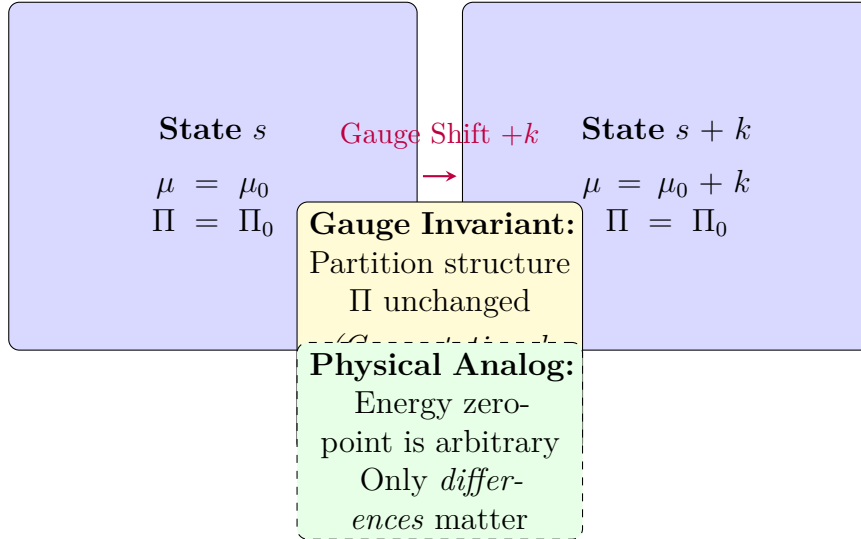 State s
μ = μ₀
Π = Π₀
Gauge Shift +k
State s + k
μ = μ₀ + k
Π = Π₀
Gauge Invariant:
Partition structure
Π unchanged
Physical Analog:
Energy zero-
point is arbitrary
Only differ-
ences matter